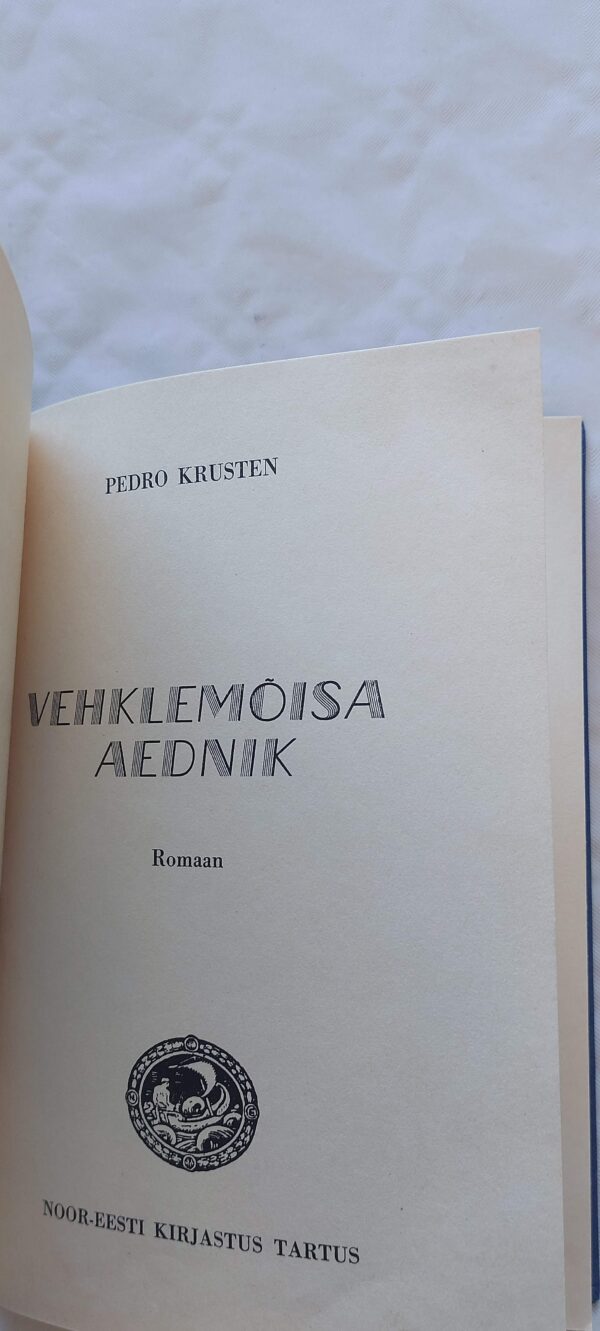 PEDRO KRUSTEN
VEHKLEMÕISA
AEDNIK
Romaan
NOOR-EESTI KIRJASTUS TARTUS